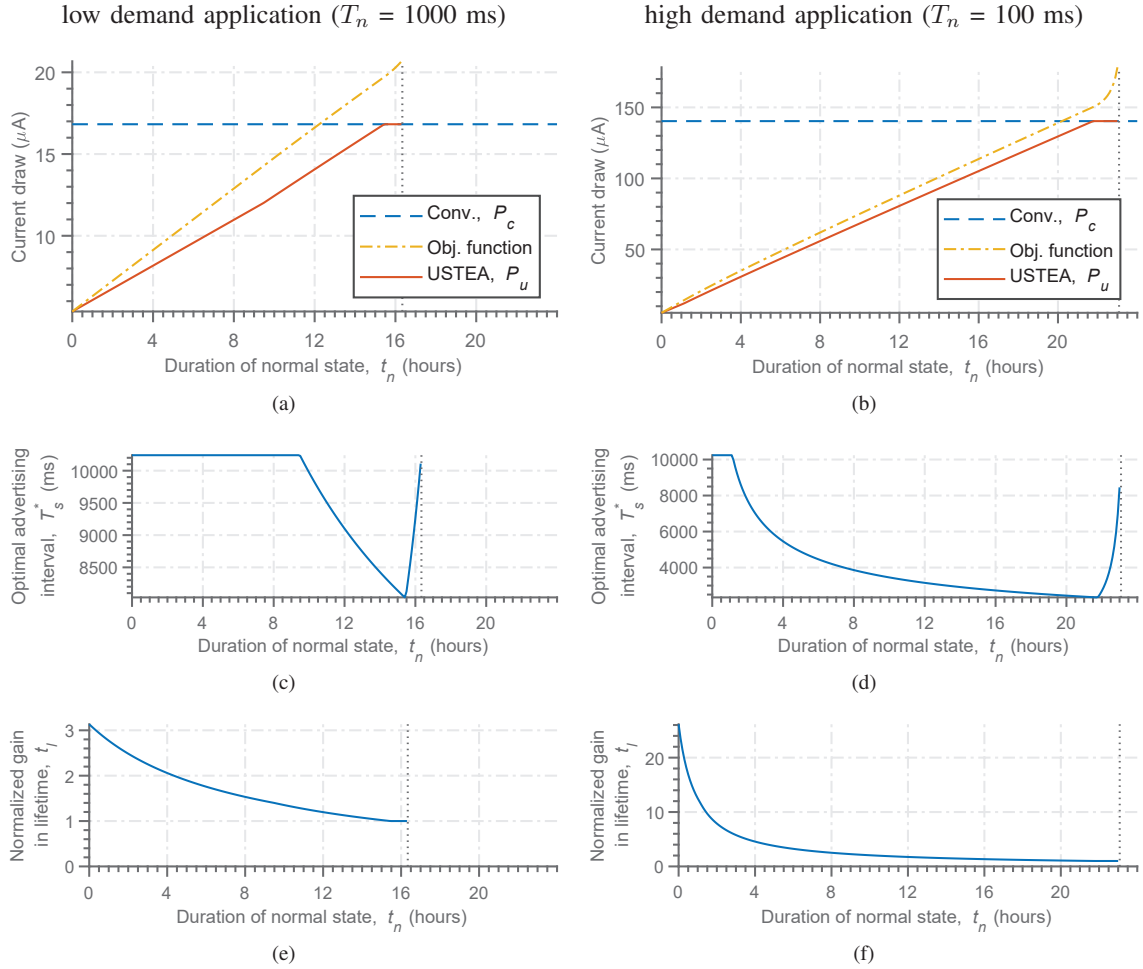 low demand application (Tₙ = 1000 ms)
high demand application (Tₙ = 100 ms)
20
16
12
10
Current draw (μA)
Conv., P_c
Obj. function
USTEA, P_u
0 4 8 12 16 20
Duration of normal state, t_n (hours)
(a)
150
100
50
Current draw (μA)
Conv., P_c
Obj. function
USTEA, P_u
0 4 8 12 16 20
Duration of normal state, t_n (hours)
(b)
10000
9500
9000
8500
Optimal advertising
interval, T_s^* (ms)
0 4 8 12 16 20
Duration of normal state, t_n (hours)
(c)
10000
8000
6000
4000
Optimal advertising
interval, T_s^* (ms)
0 4 8 12 16 20
Duration of normal state, t_n (hours)
(d)
3
2
1
0
Normalized gain
in lifetime, t_l
0 4 8 12 16 20
Duration of normal state, t_n (hours)
(e)
20
10
0
Normalized gain
in lifetime, t_l
0 4 8 12 16 20
Duration of normal state, t_n (hours)
(f)